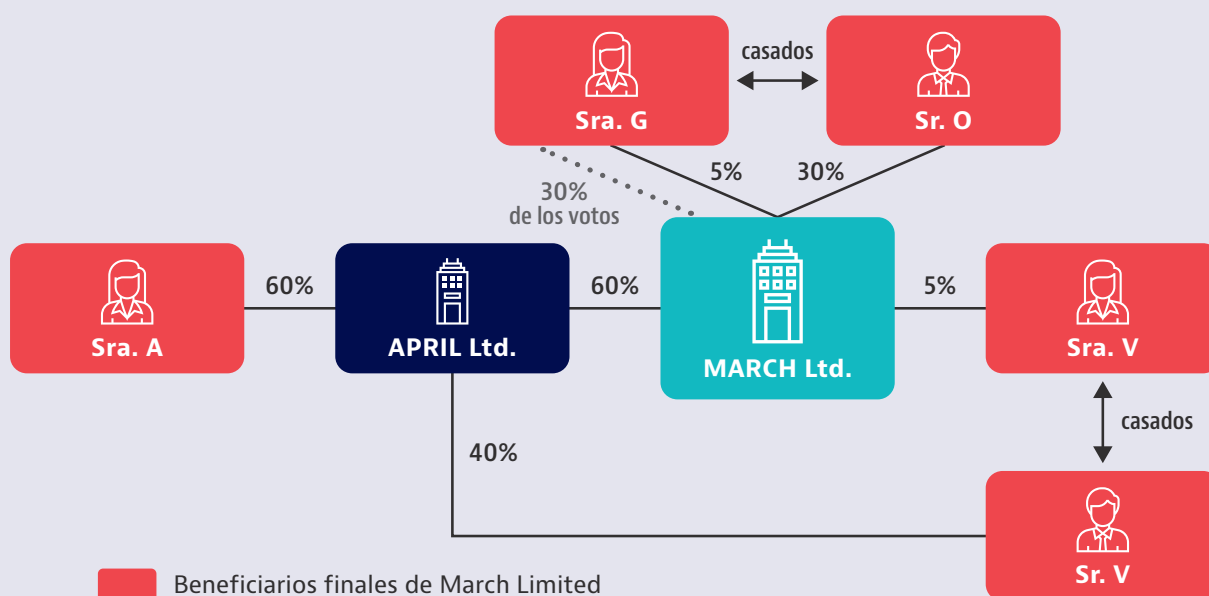 casados
Sra. G
Sr. O
5%
30%
30%
de los votos
60%
60%
5%
Sra. A
APRIL Ltd.
MARCH Ltd.
Sra. V
casados
40%
Sr. V
Beneficiarios finales de March Limited